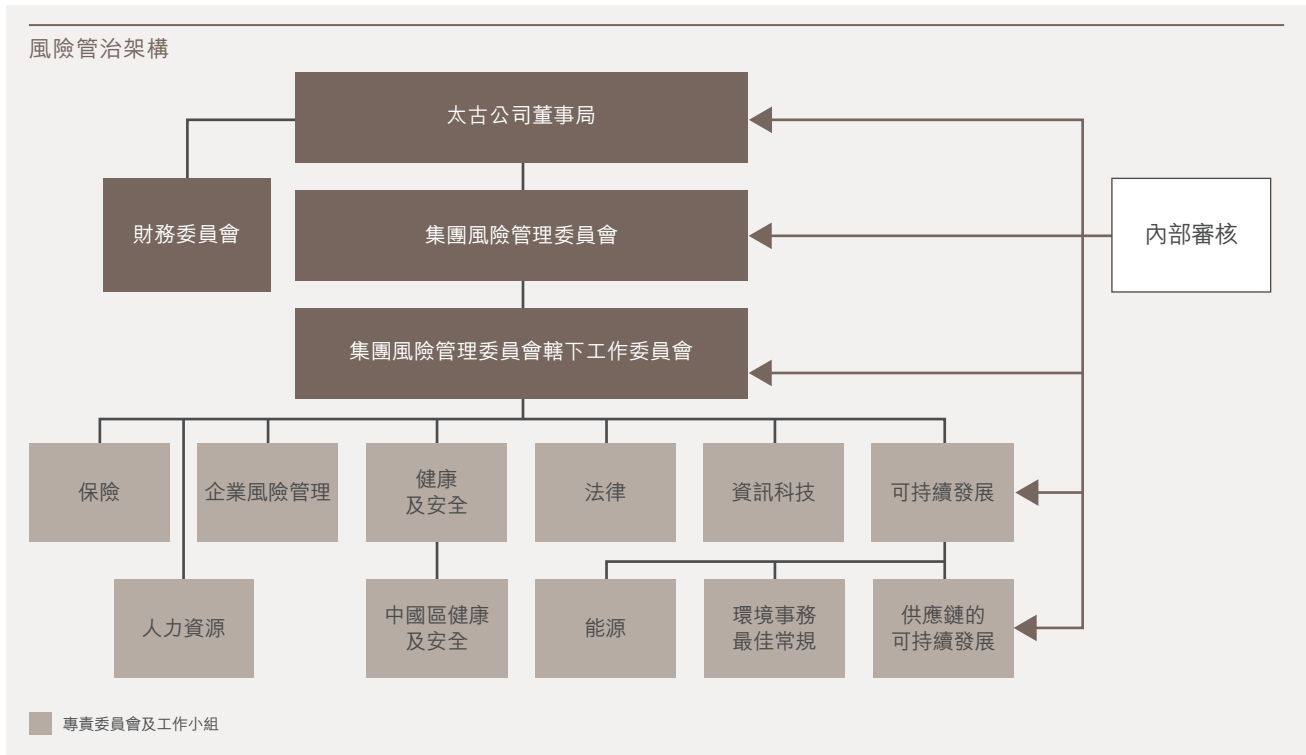 風險管治架構
太古公司董事局
財務委員會
集團風險管理委員會
內部審核
集團風險管理委員會轄下工作委員會
保險
企業風險管理
健康
及安全
法律
資訊科技
可持續發展
人力資源
中國區健康
及安全
能源
環境事務
最佳常規
供應鏈的
可持續發展
專責委員會及工作小組